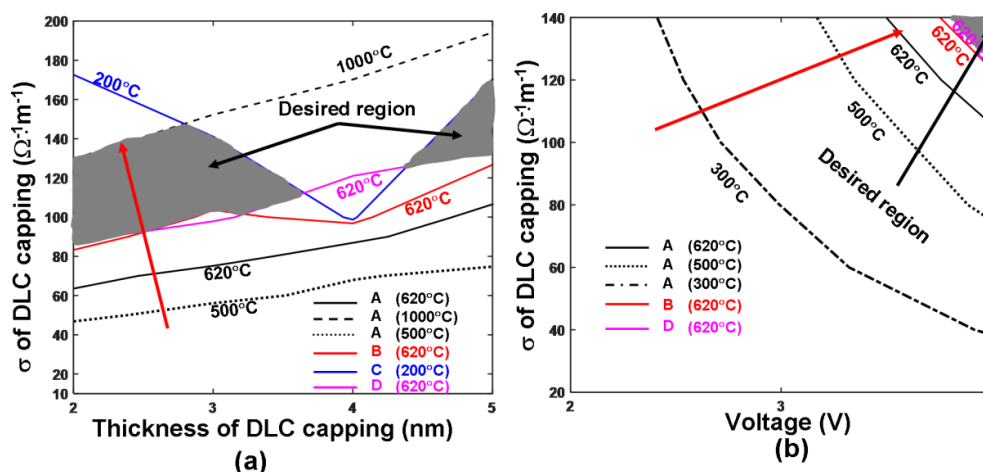 200
180
160
140
120
100
80
60
40
20
10
σ of DLC capping (Ω-1m-1)
200°C
1000°C
Desired region
620°C
620°C
620°C
500°C
A (620°C)
A (1000°C)
A (500°C)
B (620°C)
C (200°C)
D (620°C)
2 3 4 5
Thickness of DLC capping (nm)
(a)
140
120
100
80
60
40
20
σ of DLC capping (Ω-1m-1)
620°C
620°C
620°C
500°C
300°C
Desired region
A (620°C)
A (500°C)
A (300°C)
B (620°C)
D (620°C)
2 3
Voltage (V)
(b)